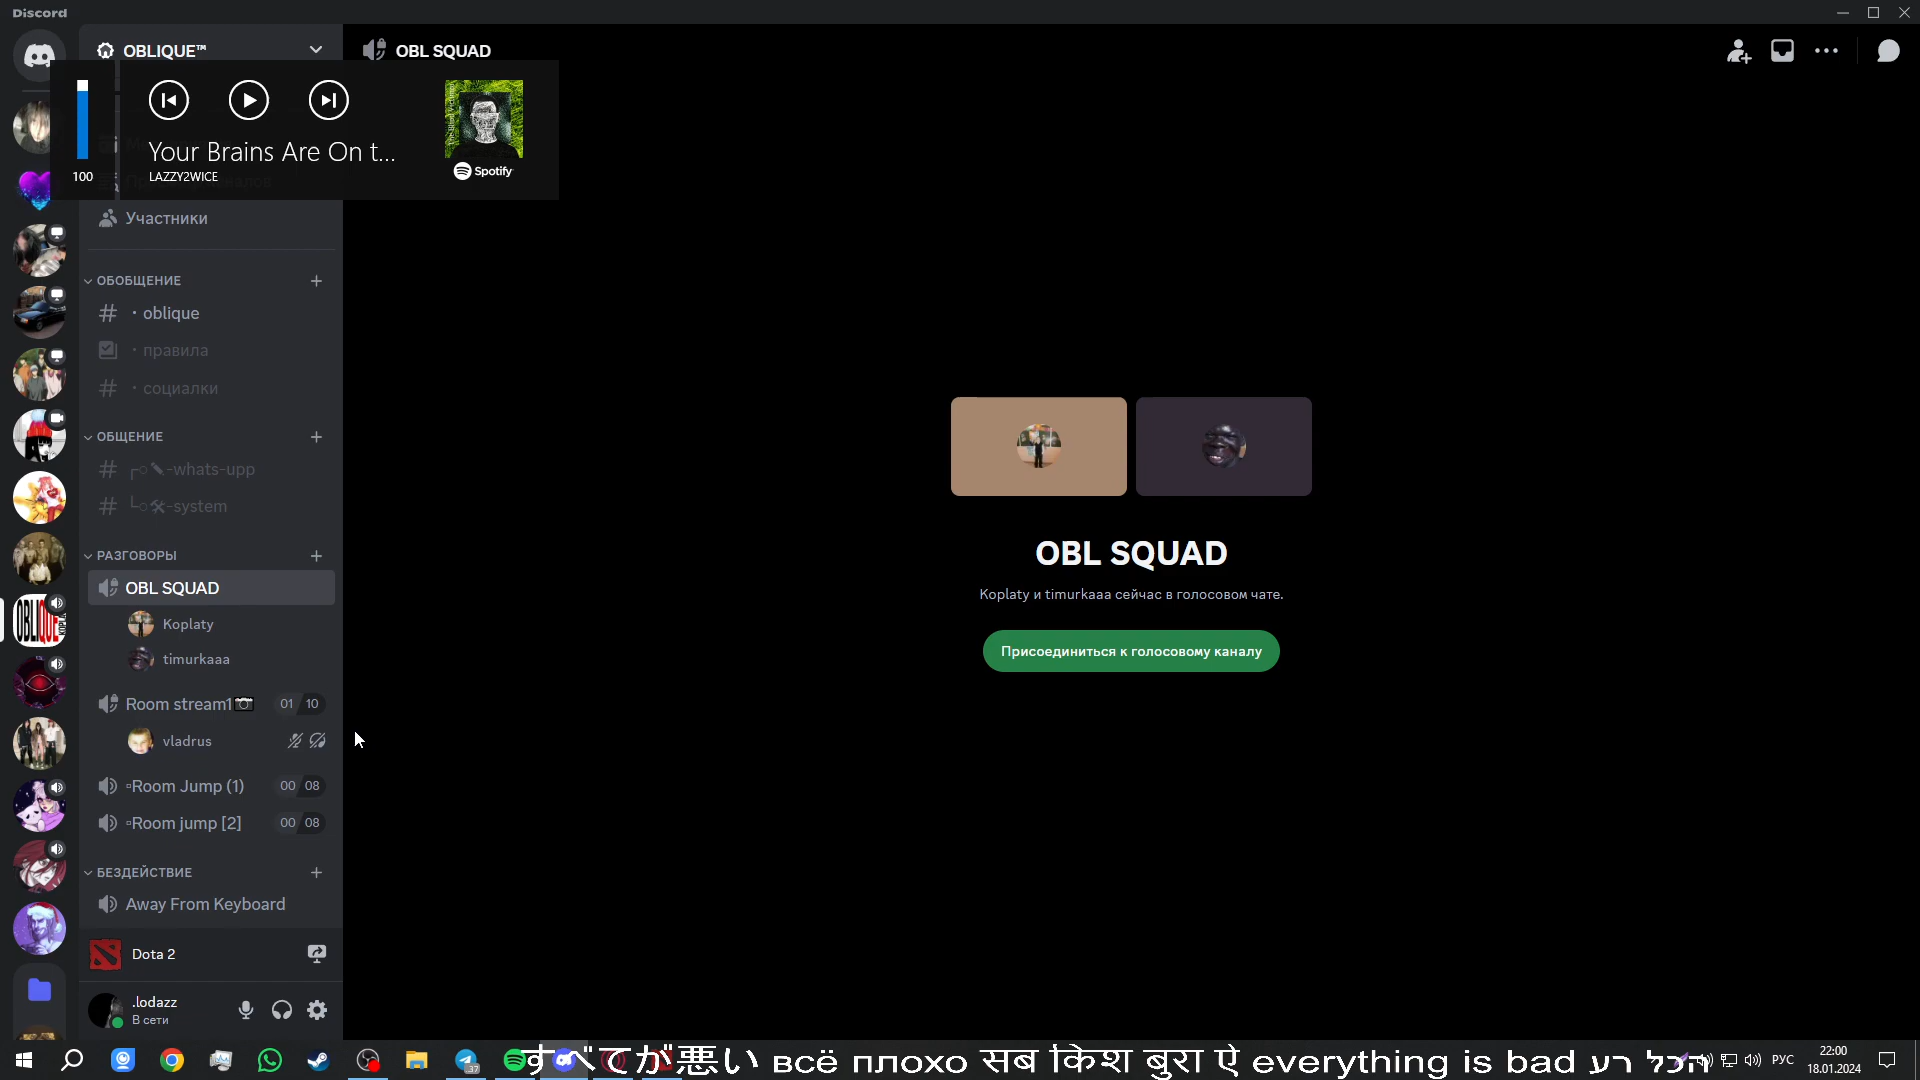 Discord
OBLIQUE™
OBL SQUAD
Your Brains Are On t...
LAZZY2WICE
100
Spotify
Участники
ОБОБЩЕНИЕ
・oblique
・правила
・социалки
ОБЩЕНИЕ
┌○✎-whats-upp
└○🛠-system
РАЗГОВОРЫ
OBL SQUAD
Koplaty
timurkaaa
Room stream1📷 01 10
vladrus
▫Room Jump (1) 00 08
▫Room jump [2] 00 08
БЕЗДЕЙСТВИЕ
Away From Keyboard
Dota 2
.lodazz
В сети
OBL SQUAD
Koplaty и timurkaaa сейчас в голосовом чате.
Присоединиться к голосовому каналу
OBLIQUE
すべてが悪い всё плохо सब किश बुरा ऐ everything is bad הכל רע
37
РУС
22:00
18.01.2024